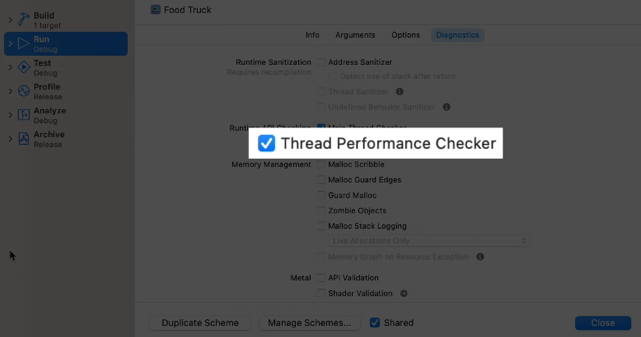 Food Truck
Build
1 target
Run
Debug
Test
Debug
Profile
Release
Analyze
Debug
Archive
Release
Info Arguments Options Diagnostics
Runtime Sanitization Address Sanitizer
Requires recompilation Detect use of stack after return
Thread Sanitizer
Undefined Behavior Sanitizer
Runtime API Checking Main Thread Checker
Thread Performance Checker
Memory Management Malloc Scribble
Malloc Guard Edges
Guard Malloc
Zombie Objects
Malloc Stack Logging
Live Allocations Only
Memory Graph on Resource Exception
Metal API Validation
Shader Validation
Duplicate Scheme Manage Schemes... Shared Close